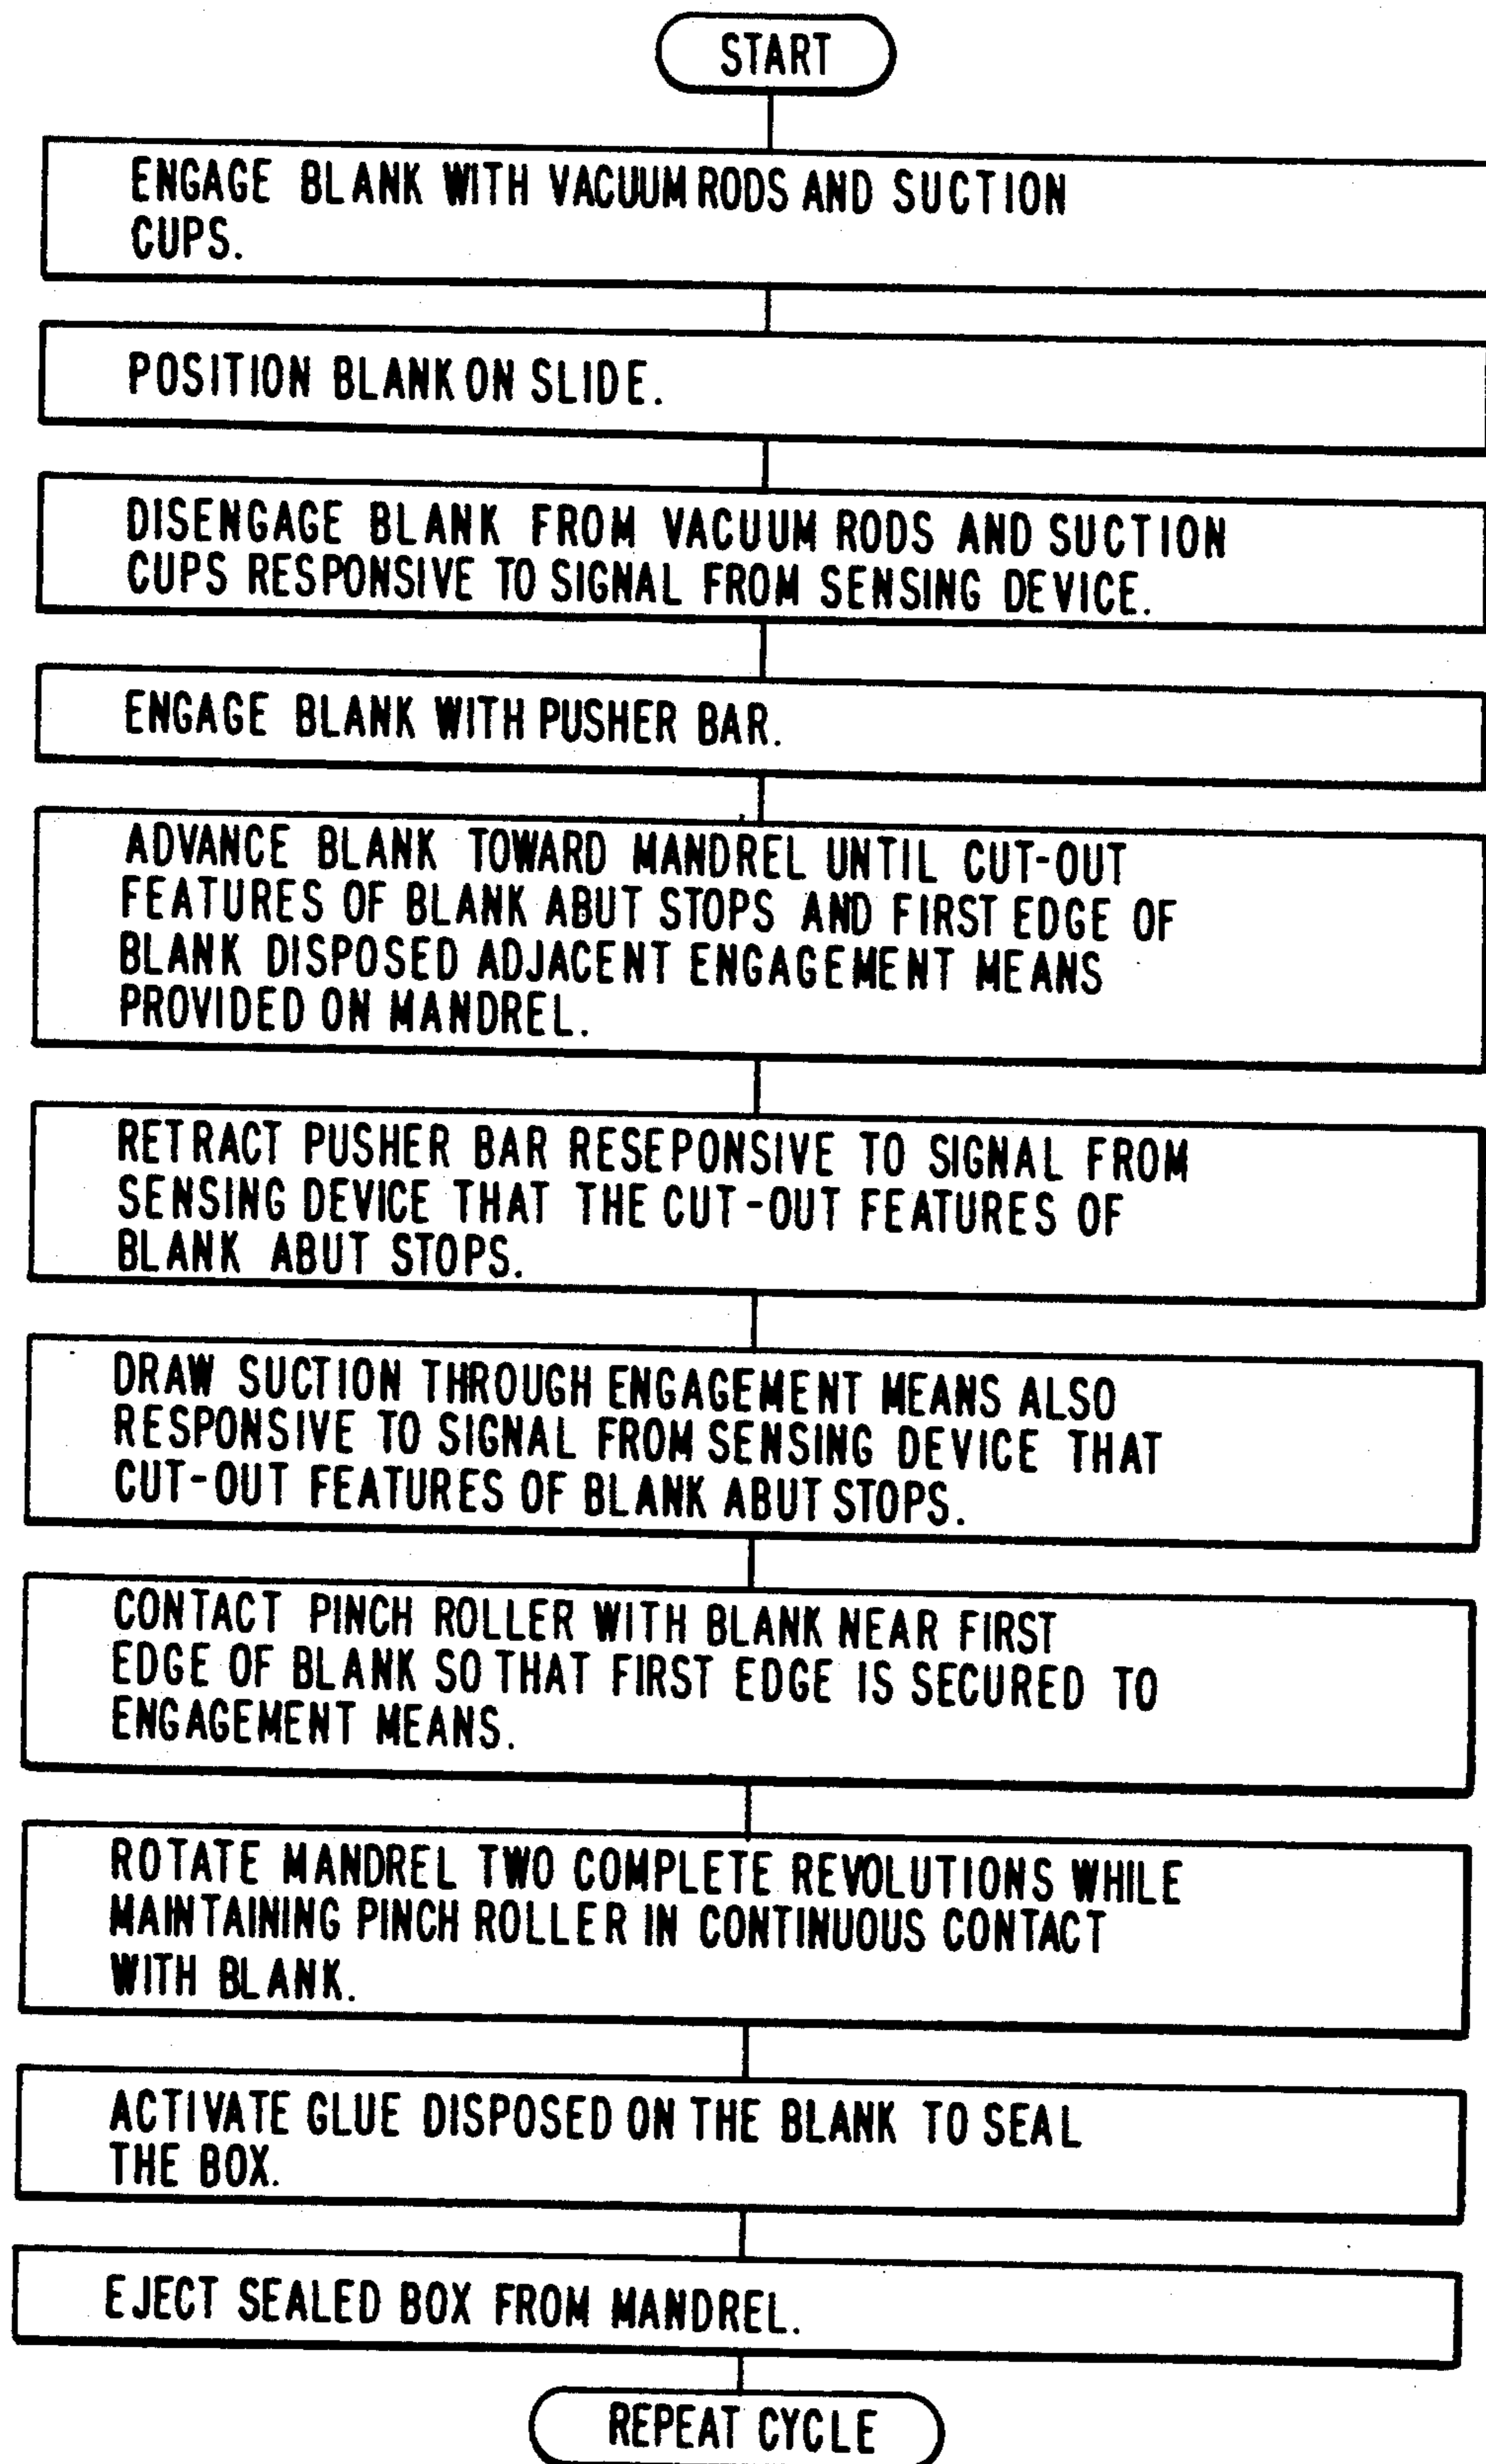 START
ENGAGE BLANK WITH VACUUM RODS AND SUCTION
CUPS.
POSITION BLANK ON SLIDE.
DISENGAGE BLANK FROM VACUUM RODS AND SUCTION
CUPS RESPONSIVE TO SIGNAL FROM SENSING DEVICE.
ENGAGE BLANK WITH PUSHER BAR.
ADVANCE BLANK TOWARD MANDREL UNTIL CUT-OUT
FEATURES OF BLANK ABUT STOPS AND FIRST EDGE OF
BLANK DISPOSED ADJACENT ENGAGEMENT MEANS
PROVIDED ON MANDREL.
RETRACT PUSHER BAR RESEPONSIVE TO SIGNAL FROM
SENSING DEVICE THAT THE CUT-OUT FEATURES OF
BLANK ABUT STOPS.
DRAW SUCTION THROUGH ENGAGEMENT MEANS ALSO
RESPONSIVE TO SIGNAL FROM SENSING DEVICE THAT
CUT-OUT FEATURES OF BLANK ABUT STOPS.
CONTACT PINCH ROLLER WITH BLANK NEAR FIRST
EDGE OF BLANK SO THAT FIRST EDGE IS SECURED TO
ENGAGEMENT MEANS.
ROTATE MANDREL TWO COMPLETE REVOLUTIONS WHILE
MAINTAINING PINCH ROLLER IN CONTINUOUS CONTACT
WITH BLANK.
ACTIVATE GLUE DISPOSED ON THE BLANK TO SEAL
THE BOX.
EJECT SEALED BOX FROM MANDREL.
REPEAT CYCLE